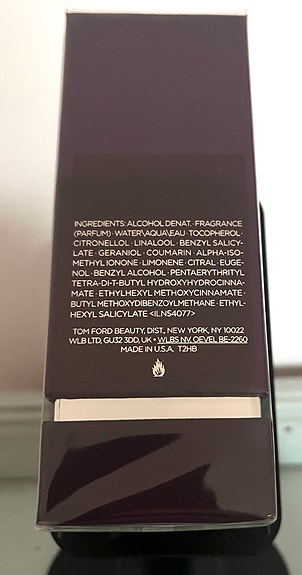 INGREDIENTS: ALCOHOL DENAT. · FRAGRANCE
(PARFUM) · WATER\AQUA\EAU · TOCOPHEROL·
CITRONELLOL · LINALOOL · BENZYL SALICY-
LATE · GERANIOL · COUMARIN · ALPHA-ISO-
METHYL IONONE · LIMONENE · CITRAL · EUGE-
NOL · BENZYL ALCOHOL · PENTAERYTHRITYL
TETRA-DI-T-BUTYL HYDROXYHYDROCINNA-
MATE · ETHYLHEXYL METHOXYCINNAMATE ·
BUTYL METHOXYDIBENZOYLMETHANE · ETHYL-
HEXYL SALICYLATE <ILN54077>
TOM FORD BEAUTY, DIST., NEW YORK, NY 10022
WLB LTD, GU32 3DD, UK • WLBS NV. OEVEL BE-2260
MADE IN U.S.A. T2HB